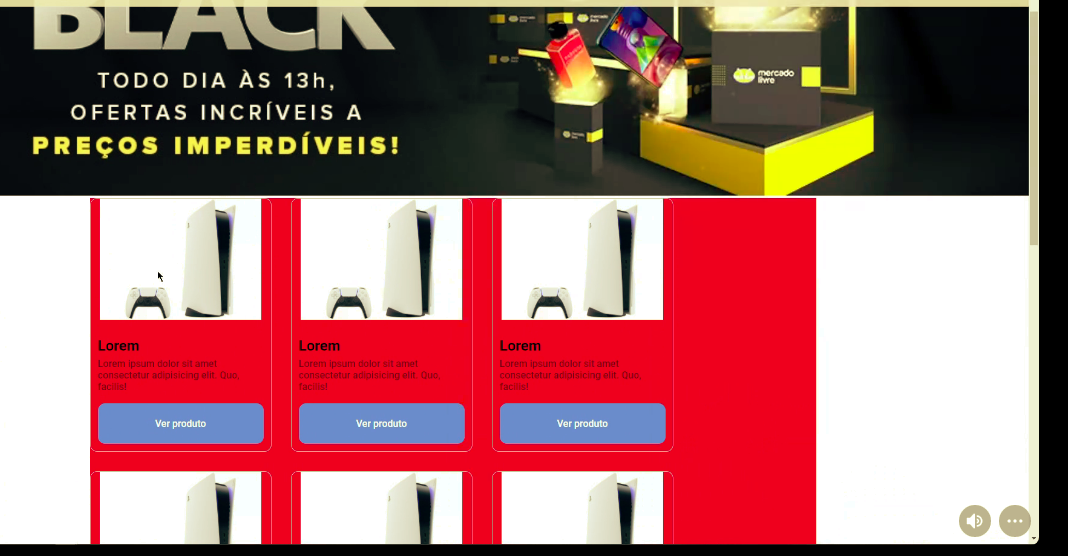 BLACK
TODO DIA ÀS 13h,
OFERTAS INCRÍVEIS A
PREÇOS IMPERDÍVEIS!
mercado
livre
mercado
livre
Lorem
Lorem ipsum dolor sit amet
consectetur adipisicing elit. Quo,
facilis!
Ver produto
Lorem
Lorem ipsum dolor sit amet
consectetur adipisicing elit. Quo,
facilis!
Ver produto
Lorem
Lorem ipsum dolor sit amet
consectetur adipisicing elit. Quo,
facilis!
Ver produto